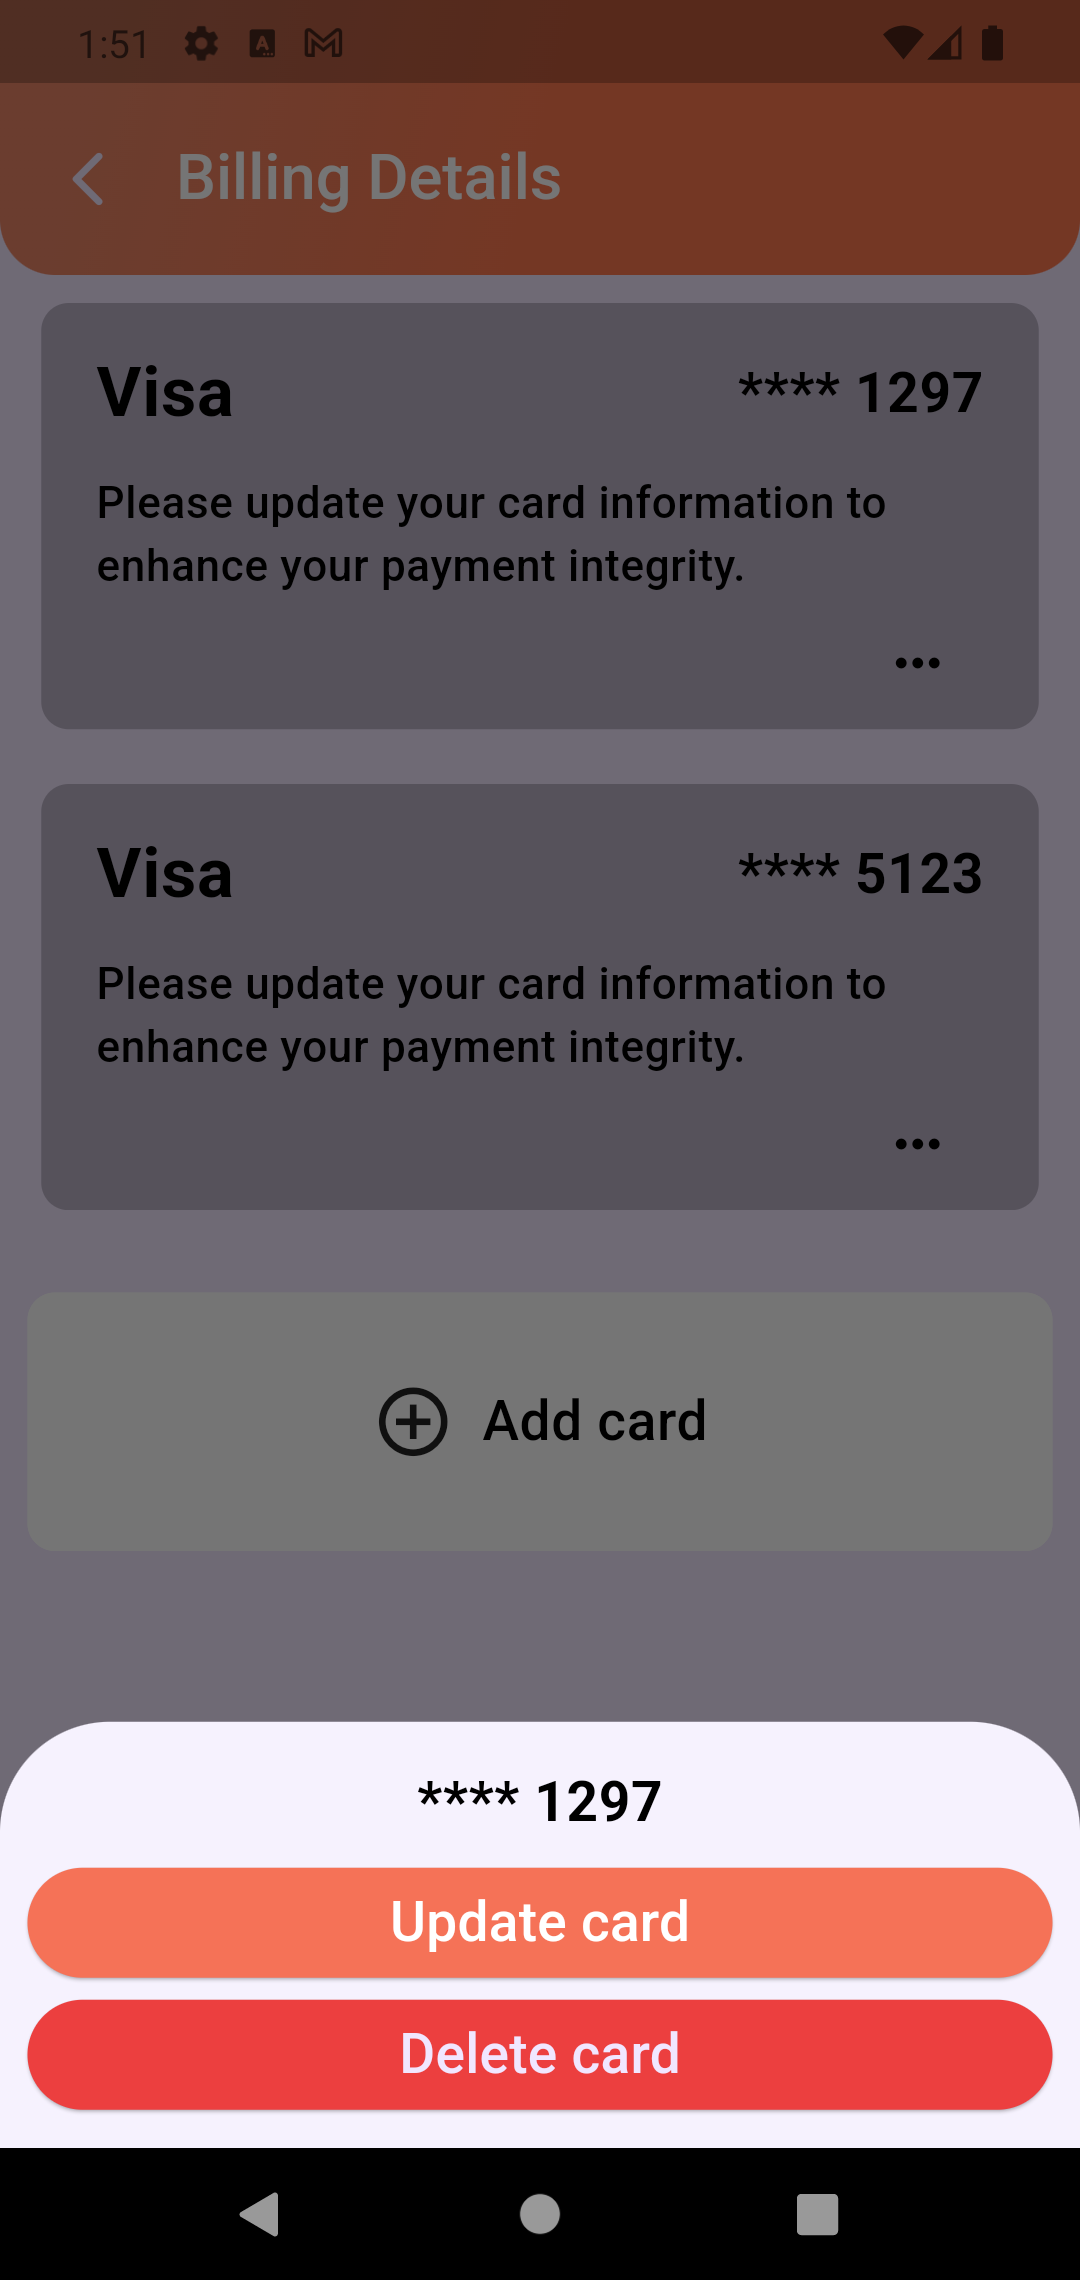 1:51
Billing Details
Visa
**** 1297
Please update your card information to
enhance your payment integrity.
Visa
**** 5123
Please update your card information to
enhance your payment integrity.
Add card
**** 1297
Update card
Delete card